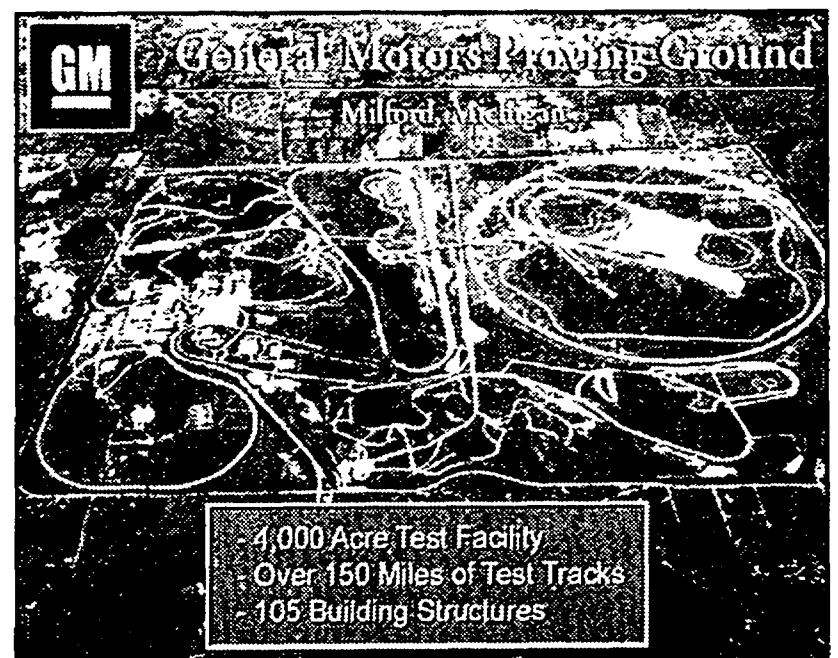 GM
General Motors Proving Ground
Milford, Michigan
- 4,000 Acre Test Facility
- Over 150 Miles of Test Tracks
- 105 Building Structures